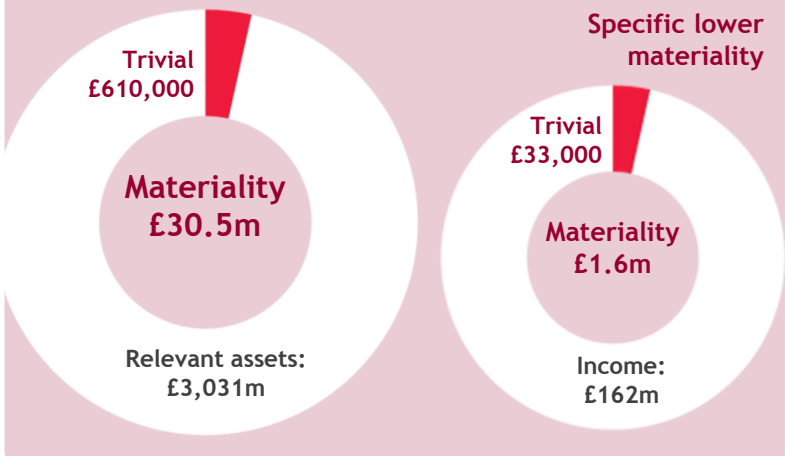 Trivial
£610,000
Materiality
£30.5m
Relevant assets:
£3,031m
Specific lower
materiality
Trivial
£33,000
Materiality
£1.6m
Income:
£162m